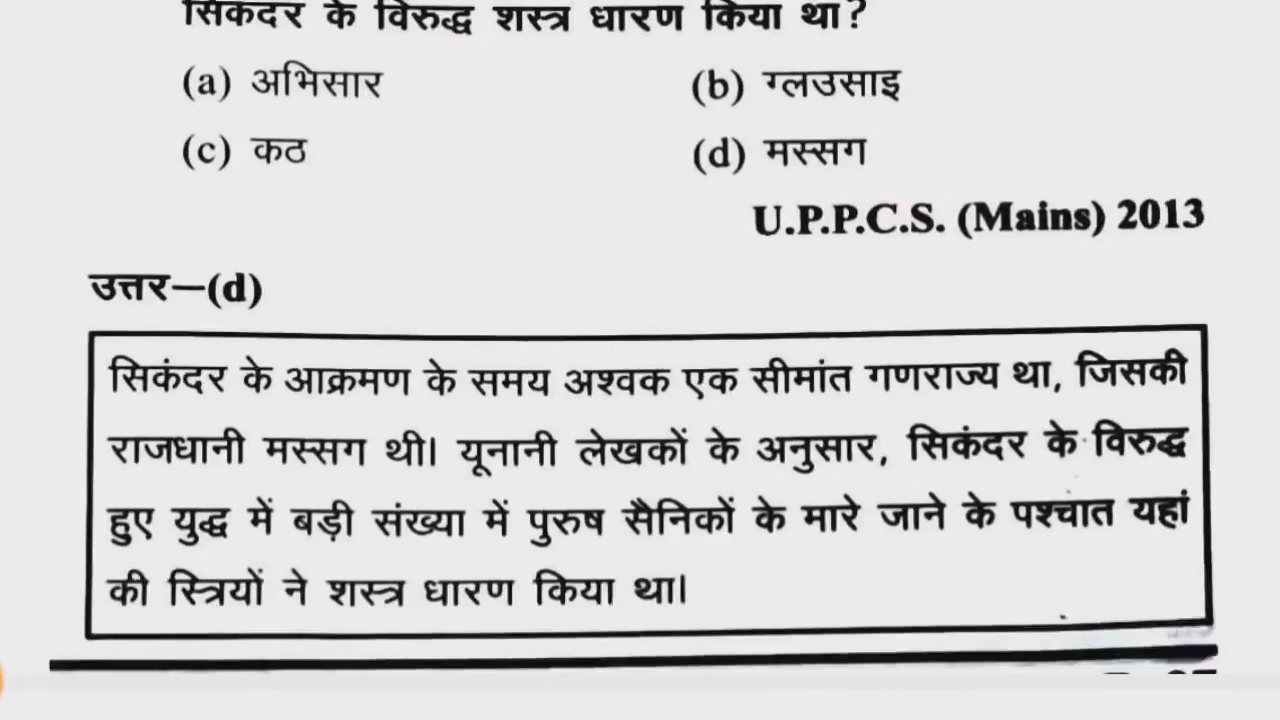 सिकंदर के विरुद्ध शस्त्र धारण किया था?
(a) अभिसार (b) ग्लउसाइ
(c) कठ (d) मस्सग
U.P.P.C.S. (Mains) 2013
उत्तर—(d)
सिकंदर के आक्रमण के समय अश्वक एक सीमांत गणराज्य था, जिसकी
राजधानी मस्सग थी। यूनानी लेखकों के अनुसार, सिकंदर के विरुद्ध
हुए युद्ध में बड़ी संख्या में पुरुष सैनिकों के मारे जाने के पश्चात यहां
की स्त्रियों ने शस्त्र धारण किया था।